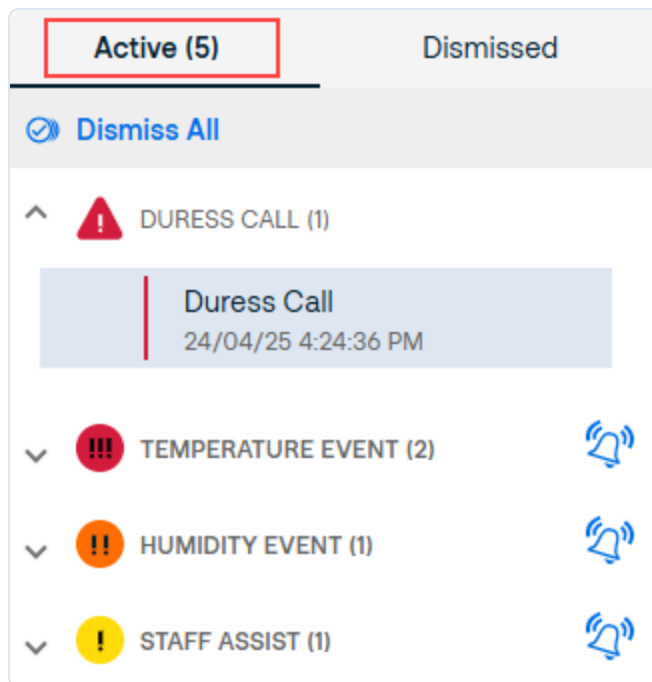 Active (5)
Dismissed
Dismiss All
DURESS CALL (1)
Duress Call
24/04/25 4:24:36 PM
TEMPERATURE EVENT (2)
HUMIDITY EVENT (1)
STAFF ASSIST (1)